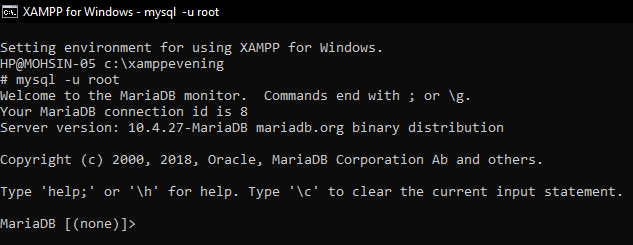 XAMPP for Windows - mysql -u root
Setting environment for using XAMPP for Windows.
HP@MOHSIN-05 c:\xamppevening
# mysql -u root
Welcome to the MariaDB monitor.  Commands end with ; or \g.
Your MariaDB connection id is 8
Server version: 10.4.27-MariaDB mariadb.org binary distribution
Copyright (c) 2000, 2018, Oracle, MariaDB Corporation Ab and others.
Type 'help;' or '\h' for help. Type '\c' to clear the current input statement.
MariaDB [(none)]>